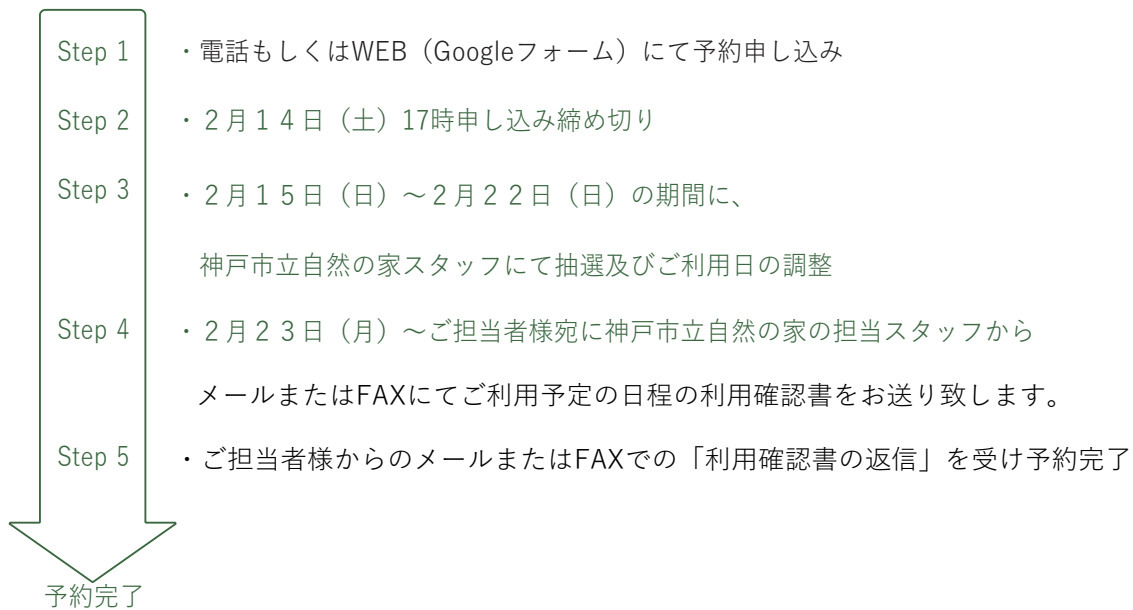 Step 1 ・電話もしくはWEB（Googleフォーム）にて予約申し込み
Step 2 ・２月１４日（土）17時申し込み締め切り
Step 3 ・２月１５日（日）～２月２２日（日）の期間に、
神戸市立自然の家スタッフにて抽選及びご利用日の調整
Step 4 ・２月２３日（月）～ご担当者様宛に神戸市立自然の家の担当スタッフから
メールまたはFAXにてご利用予定の日程の利用確認書をお送り致します。
Step 5 ・ご担当者様からのメールまたはFAXでの「利用確認書の返信」を受け予約完了
予約完了